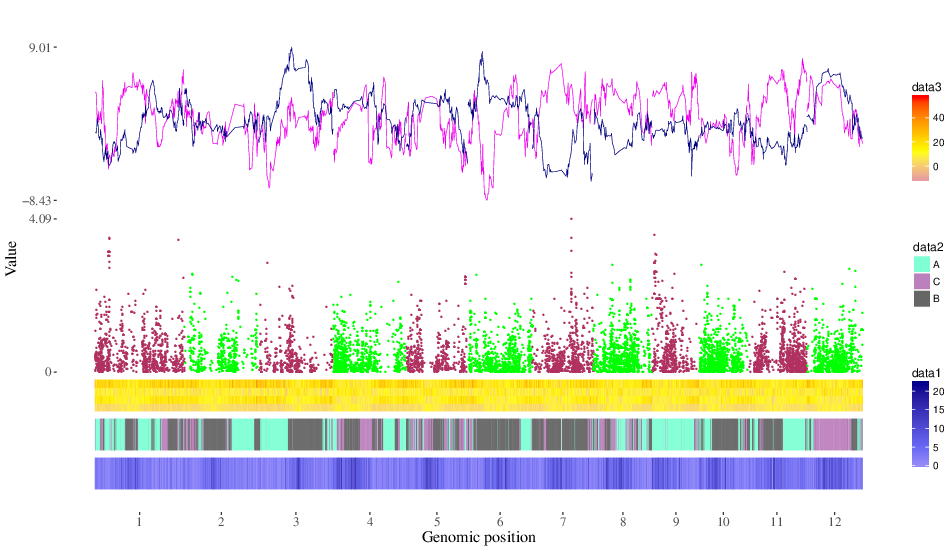 9.01
−8.43
4.09
0
Value
1 2 3 4 5 6 7 8 9 10 11 12
Genomic position
data3
40
20
0
data2
A
C
B
data1
20
15
10
5
0